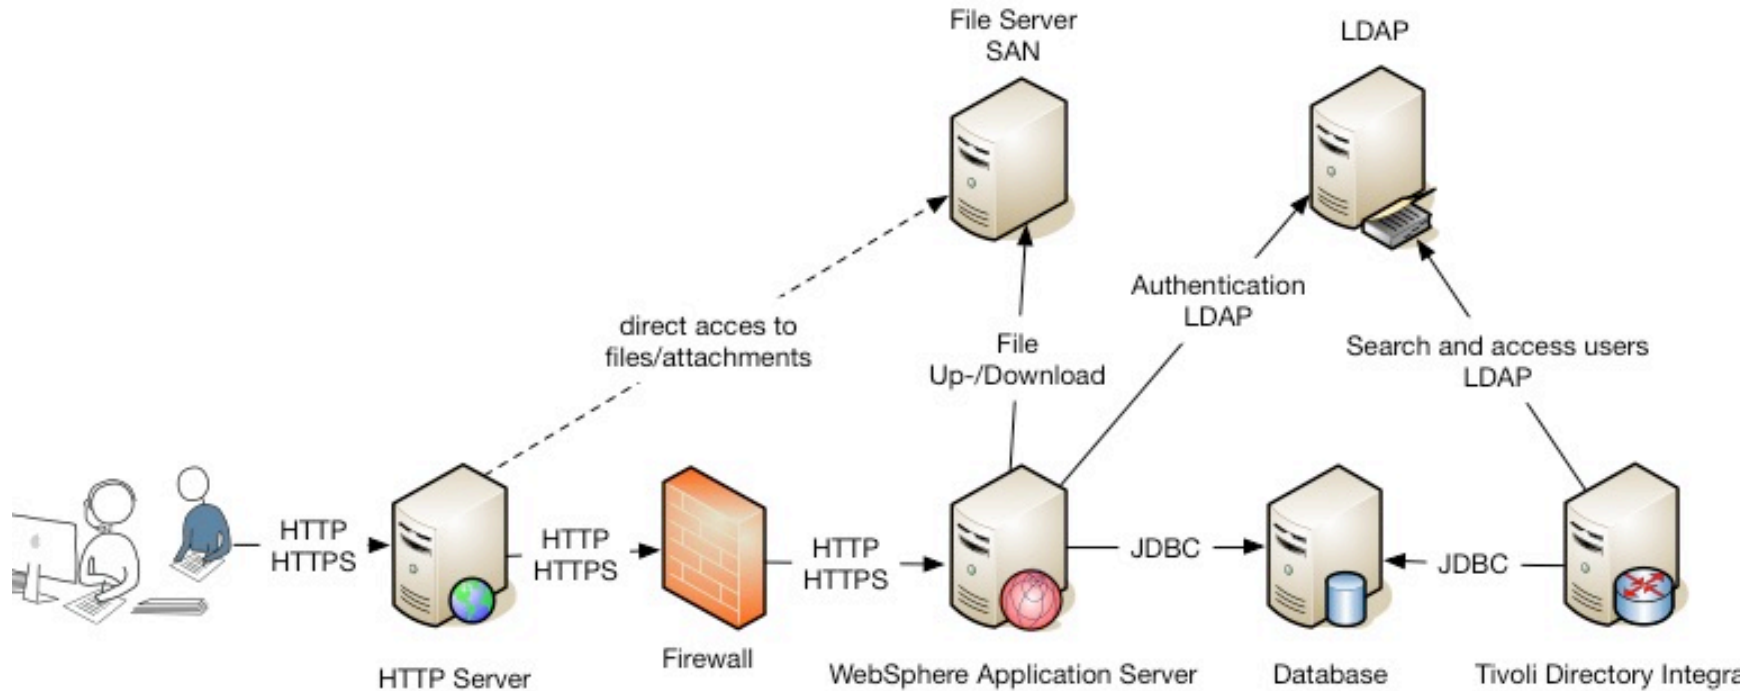 File Server
SAN
LDAP
direct acces to
files/attachments
File
Up-/Download
Authentication
LDAP
Search and access users
LDAP
HTTP
HTTPS
HTTP
HTTPS
HTTP
HTTPS
JDBC
JDBC
HTTP Server
Firewall
WebSphere Application Server
Database
Tivoli Directory Integra